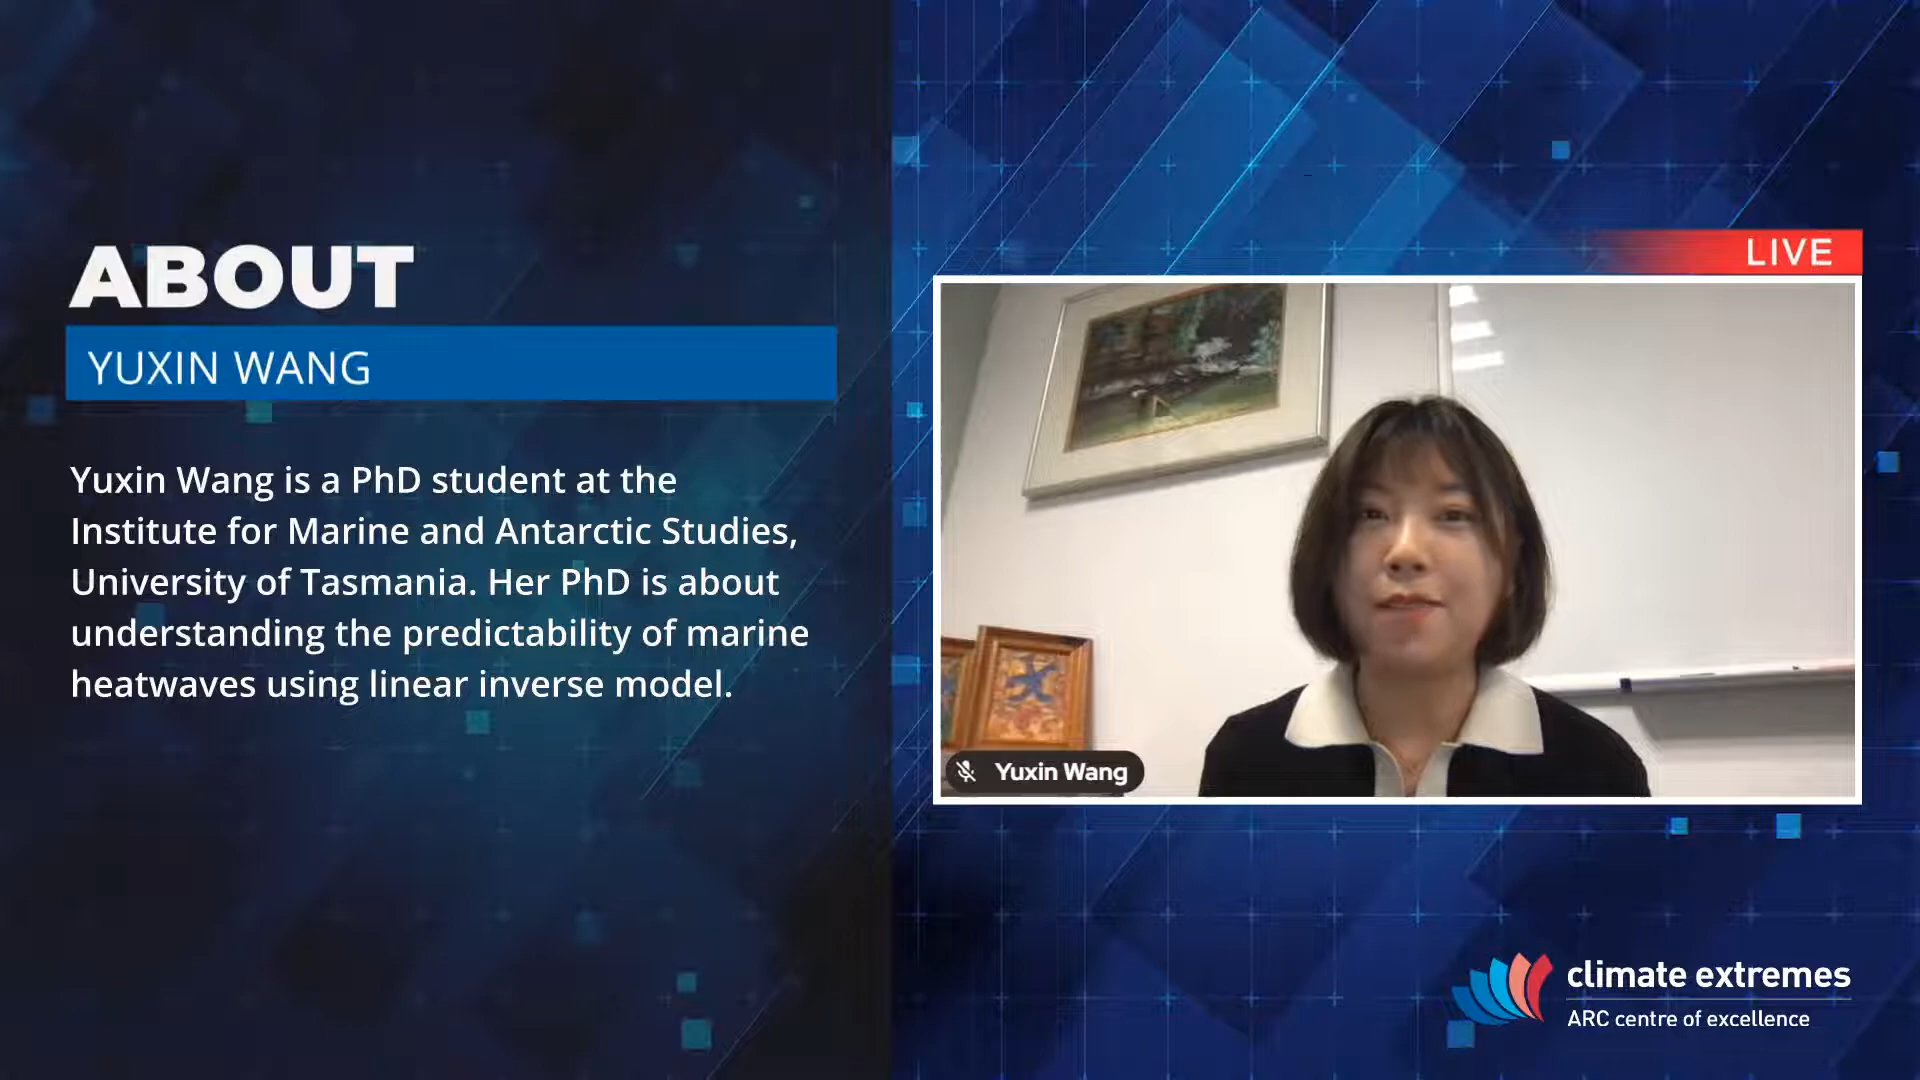 ABOUT
YUXIN WANG
Yuxin Wang is a PhD student at the
Institute for Marine and Antarctic Studies,
University of Tasmania. Her PhD is about
understanding the predictability of marine
heatwaves using linear inverse model.
LIVE
Yuxin Wang
climate extremes
ARC centre of excellence